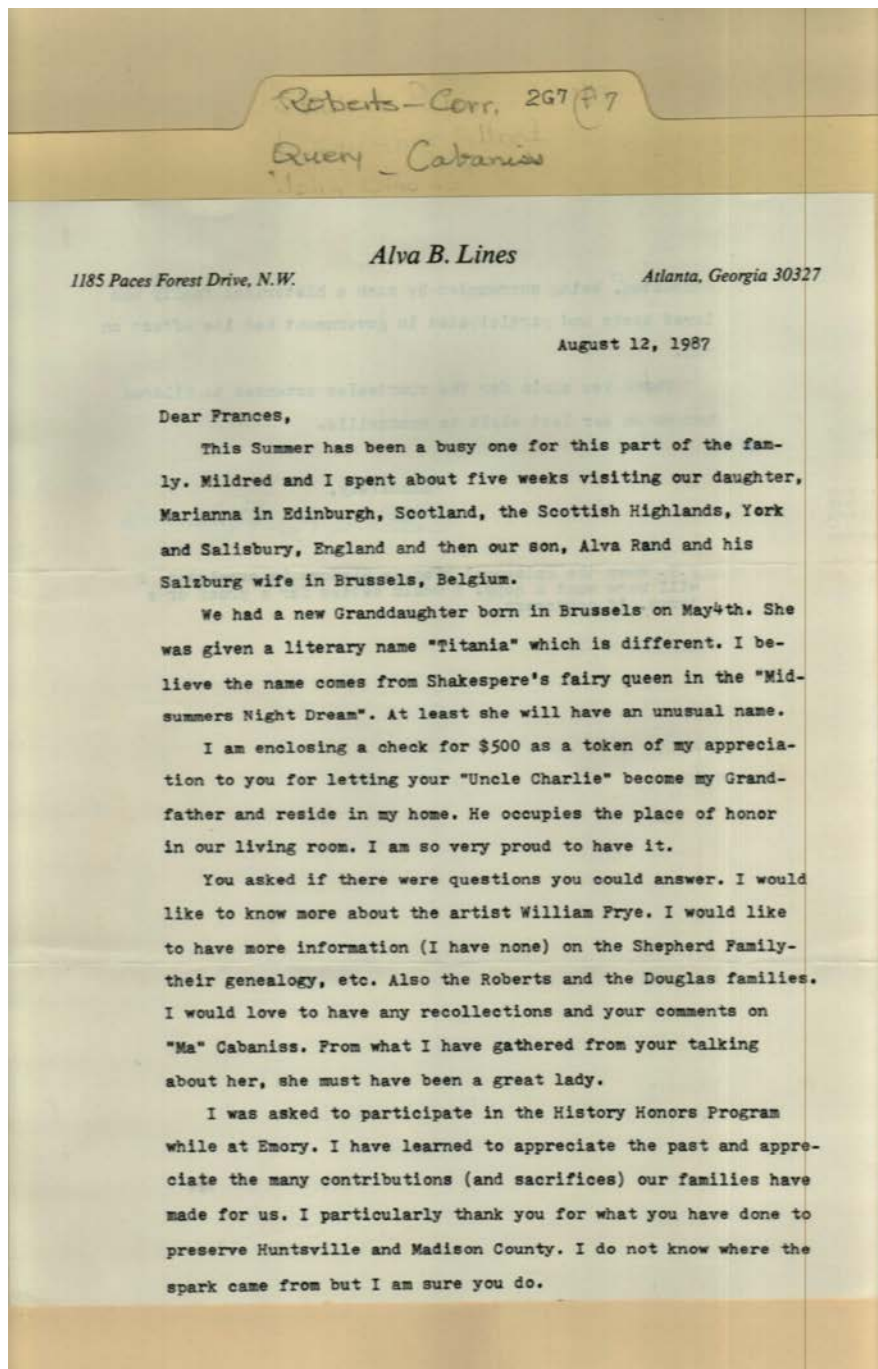 Roberts-Corr. 2G7 F7
Query - Cabaniss
Alva B. Lines
1185 Paces Forest Drive, N.W. Atlanta, Georgia 30327
August 12, 1987
Dear Frances,
This Summer has been a busy one for this part of the fam-
ly. Mildred and I spent about five weeks visiting our daughter,
Marianna in Edinburgh, Scotland, the Scottish Highlands, York
and Salisbury, England and then our son, Alva Rand and his
Salzburg wife in Brussels, Belgium.
We had a new Granddaughter born in Brussels on May4th. She
was given a literary name "Titania" which is different. I be-
lieve the name comes from Shakespere's fairy queen in the "Mid-
summers Night Dream". At least she will have an unusual name.
I am enclosing a check for $500 as a token of my apprecia-
tion to you for letting your "Uncle Charlie" become my Grand-
father and reside in my home. He occupies the place of honor
in our living room. I am so very proud to have it.
You asked if there were questions you could answer. I would
like to know more about the artist William Frye. I would like
to have more information (I have none) on the Shepherd Family-
their genealogy, etc. Also the Roberts and the Douglas families.
I would love to have any recollections and your comments on
"Ma" Cabaniss. From what I have gathered from your talking
about her, she must have been a great lady.
I was asked to participate in the History Honors Program
while at Emory. I have learned to appreciate the past and appre-
ciate the many contributions (and sacrifices) our families have
made for us. I particularly thank you for what you have done to
preserve Huntsville and Madison County. I do not know where the
spark came from but I am sure you do.